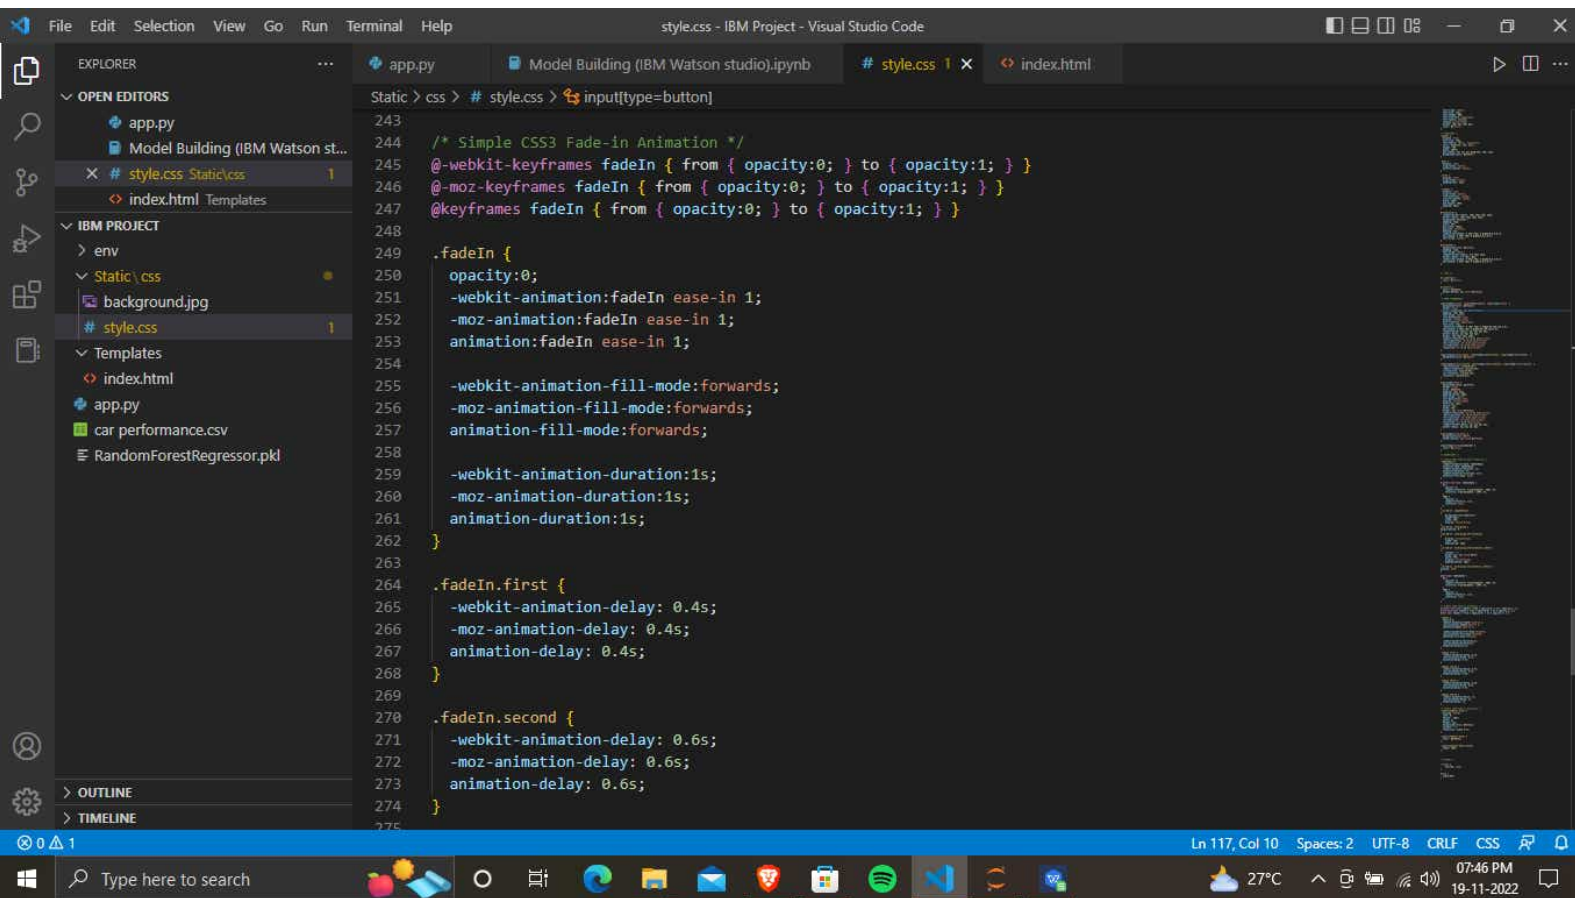 File Edit Selection View Go Run Terminal Help style.css - IBM Project - Visual Studio Code
EXPLORER
app.py Model Building (IBM Watson studio).ipynb # style.css 1 index.html
OPEN EDITORS
Static > css > # style.css > input[type=button]
app.py
Model Building (IBM Watson st...
# style.css Static\css 1
index.html Templates
IBM PROJECT
env
Static \ css
background.jpg
# style.css 1
Templates
index.html
app.py
car performance.csv
RandomForestRegressor.pkl
OUTLINE
TIMELINE
243
244 /* Simple CSS3 Fade-in Animation */
245 @-webkit-keyframes fadeIn { from { opacity:0; } to { opacity:1; } }
246 @-moz-keyframes fadeIn { from { opacity:0; } to { opacity:1; } }
247 @keyframes fadeIn { from { opacity:0; } to { opacity:1; } }
248
249 .fadeIn {
250 opacity:0;
251 -webkit-animation:fadeIn ease-in 1;
252 -moz-animation:fadeIn ease-in 1;
253 animation:fadeIn ease-in 1;
254
255 -webkit-animation-fill-mode:forwards;
256 -moz-animation-fill-mode:forwards;
257 animation-fill-mode:forwards;
258
259 -webkit-animation-duration:1s;
260 -moz-animation-duration:1s;
261 animation-duration:1s;
262 }
263
264 .fadeIn.first {
265 -webkit-animation-delay: 0.4s;
266 -moz-animation-delay: 0.4s;
267 animation-delay: 0.4s;
268 }
269
270 .fadeIn.second {
271 -webkit-animation-delay: 0.6s;
272 -moz-animation-delay: 0.6s;
273 animation-delay: 0.6s;
274 }
275
0 1 Ln 117, Col 10 Spaces: 2 UTF-8 CRLF CSS
Type here to search 27°C 07:46 PM
19-11-2022